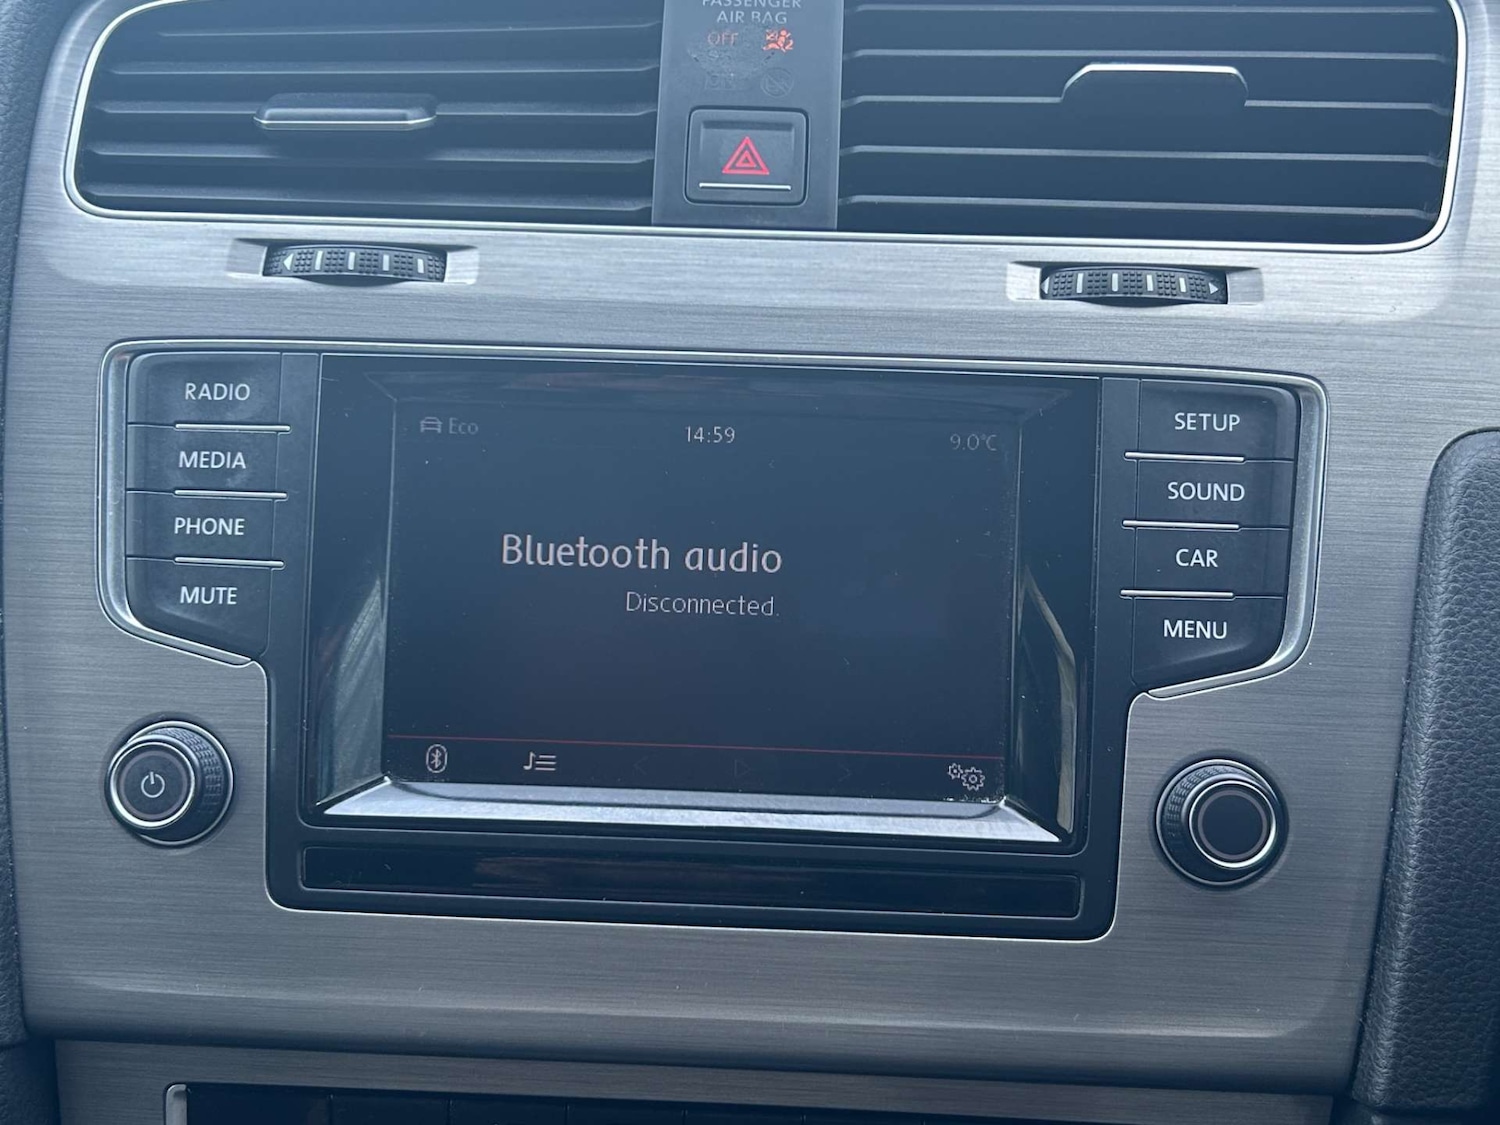 PASSENGER
AIR BAG
OFF
RADIO
MEDIA
PHONE
MUTE
Eco
14:59
9.0°C
Bluetooth audio
Disconnected.
SETUP
SOUND
CAR
MENU